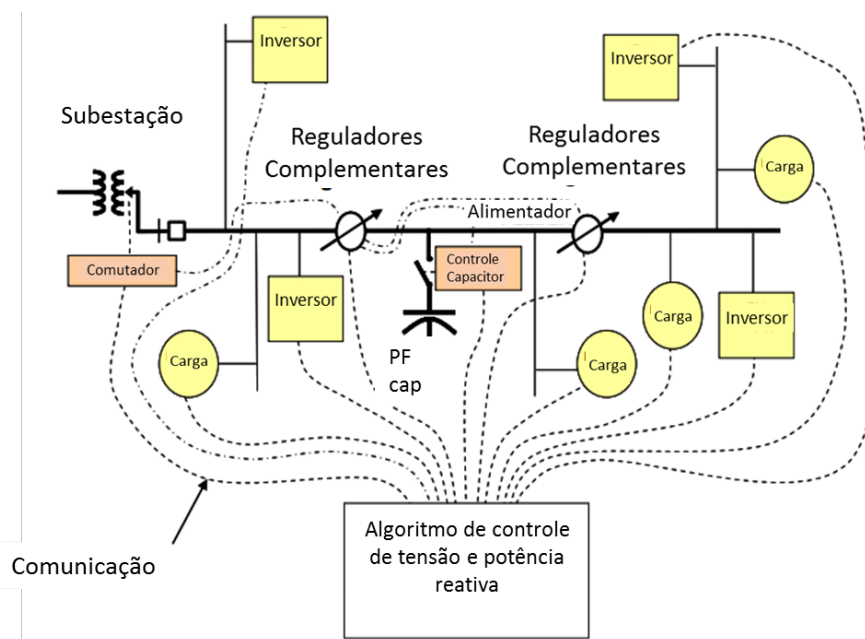 Inversor
Inversor
Subestação
Reguladores
Complementares
Reguladores
Complementares
Carga
Alimentador
Comutador
Controle
Capacitor
Inversor
Carga
Inversor
Carga
PF
cap
Carga
Algoritmo de controle
de tensão e potência
reativa
Comunicação